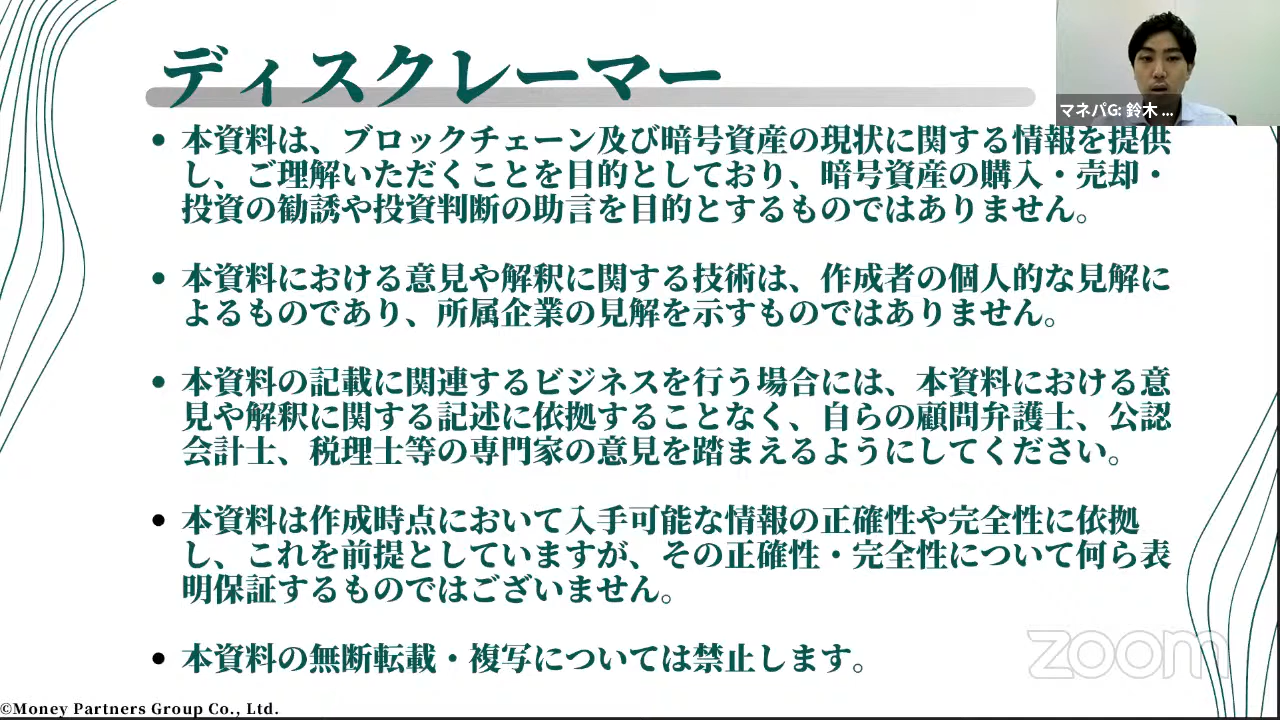 ディスクレーマー
マネパG: 鈴木 ...
• 本資料は、ブロックチェーン及び暗号資産の現状に関する情報を提供
し、ご理解いただくことを目的としており、暗号資産の購入・売却・
投資の勧誘や投資判断の助言を目的とするものではありません。
• 本資料における意見や解釈に関する技術は、作成者の個人的な見解に
よるものであり、所属企業の見解を示すものではありません。
• 本資料の記載に関連するビジネスを行う場合には、本資料における意
見や解釈に関する記述に依拠することなく、自らの顧問弁護士、公認
会計士、税理士等の専門家の意見を踏まえるようにしてください。
• 本資料は作成時点において入手可能な情報の正確性や完全性に依拠
し、これを前提としていますが、その正確性・完全性について何ら表
明保証するものではございません。
• 本資料の無断転載・複写については禁止します。
zoom
©Money Partners Group Co., Ltd.